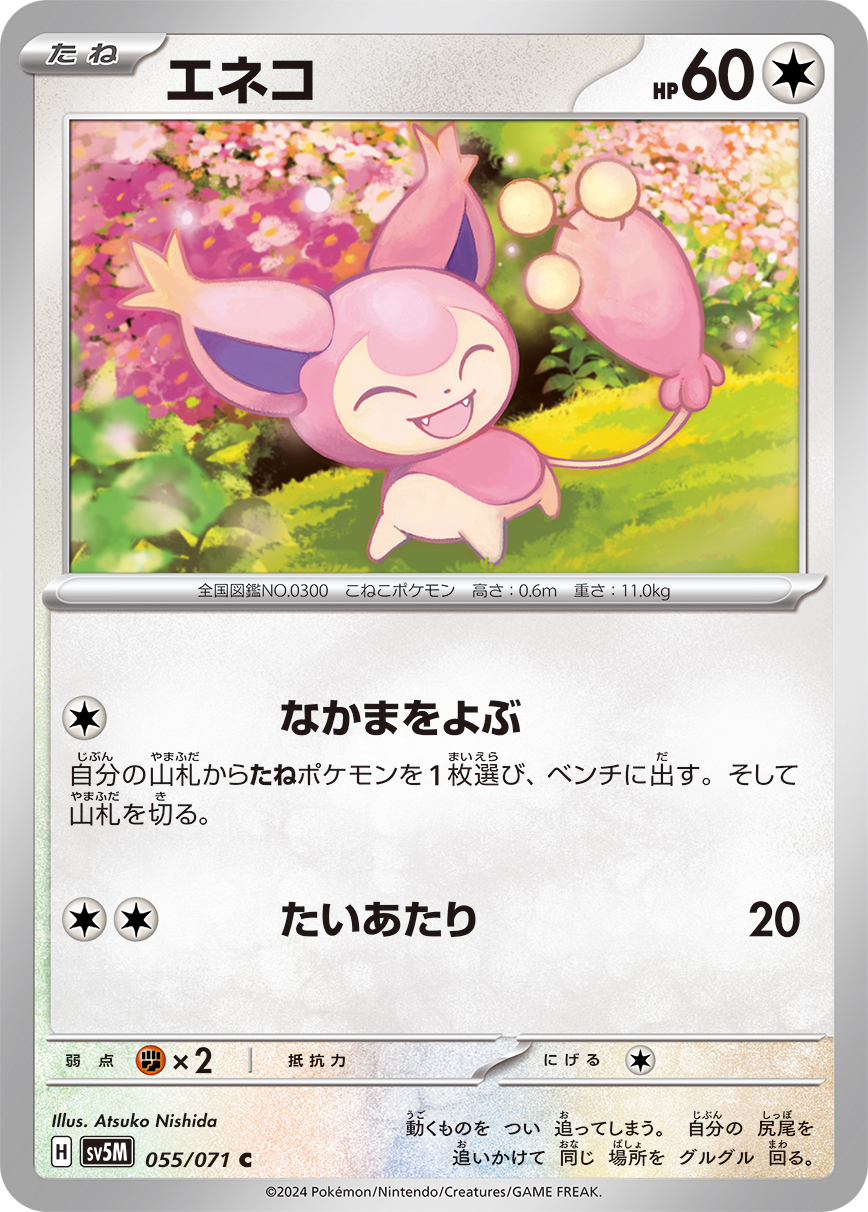 たね
エネコ
HP 60
全国図鑑NO.0300 こねこポケモン 高さ：0.6m 重さ：11.0kg
なかまをよぶ
自分の山札からたねポケモンを1枚選び、ベンチに出す。そして
山札を切る。
たいあたり 20
弱点 ×2 抵抗力 にげる
Illus. Atsuko Nishida
動くものを つい 追ってしまう。 自分の 尻尾を
追いかけて 同じ 場所を グルグル 回る。
H SV5M 055/071 C
©2024 Pokémon/Nintendo/Creatures/GAME FREAK.